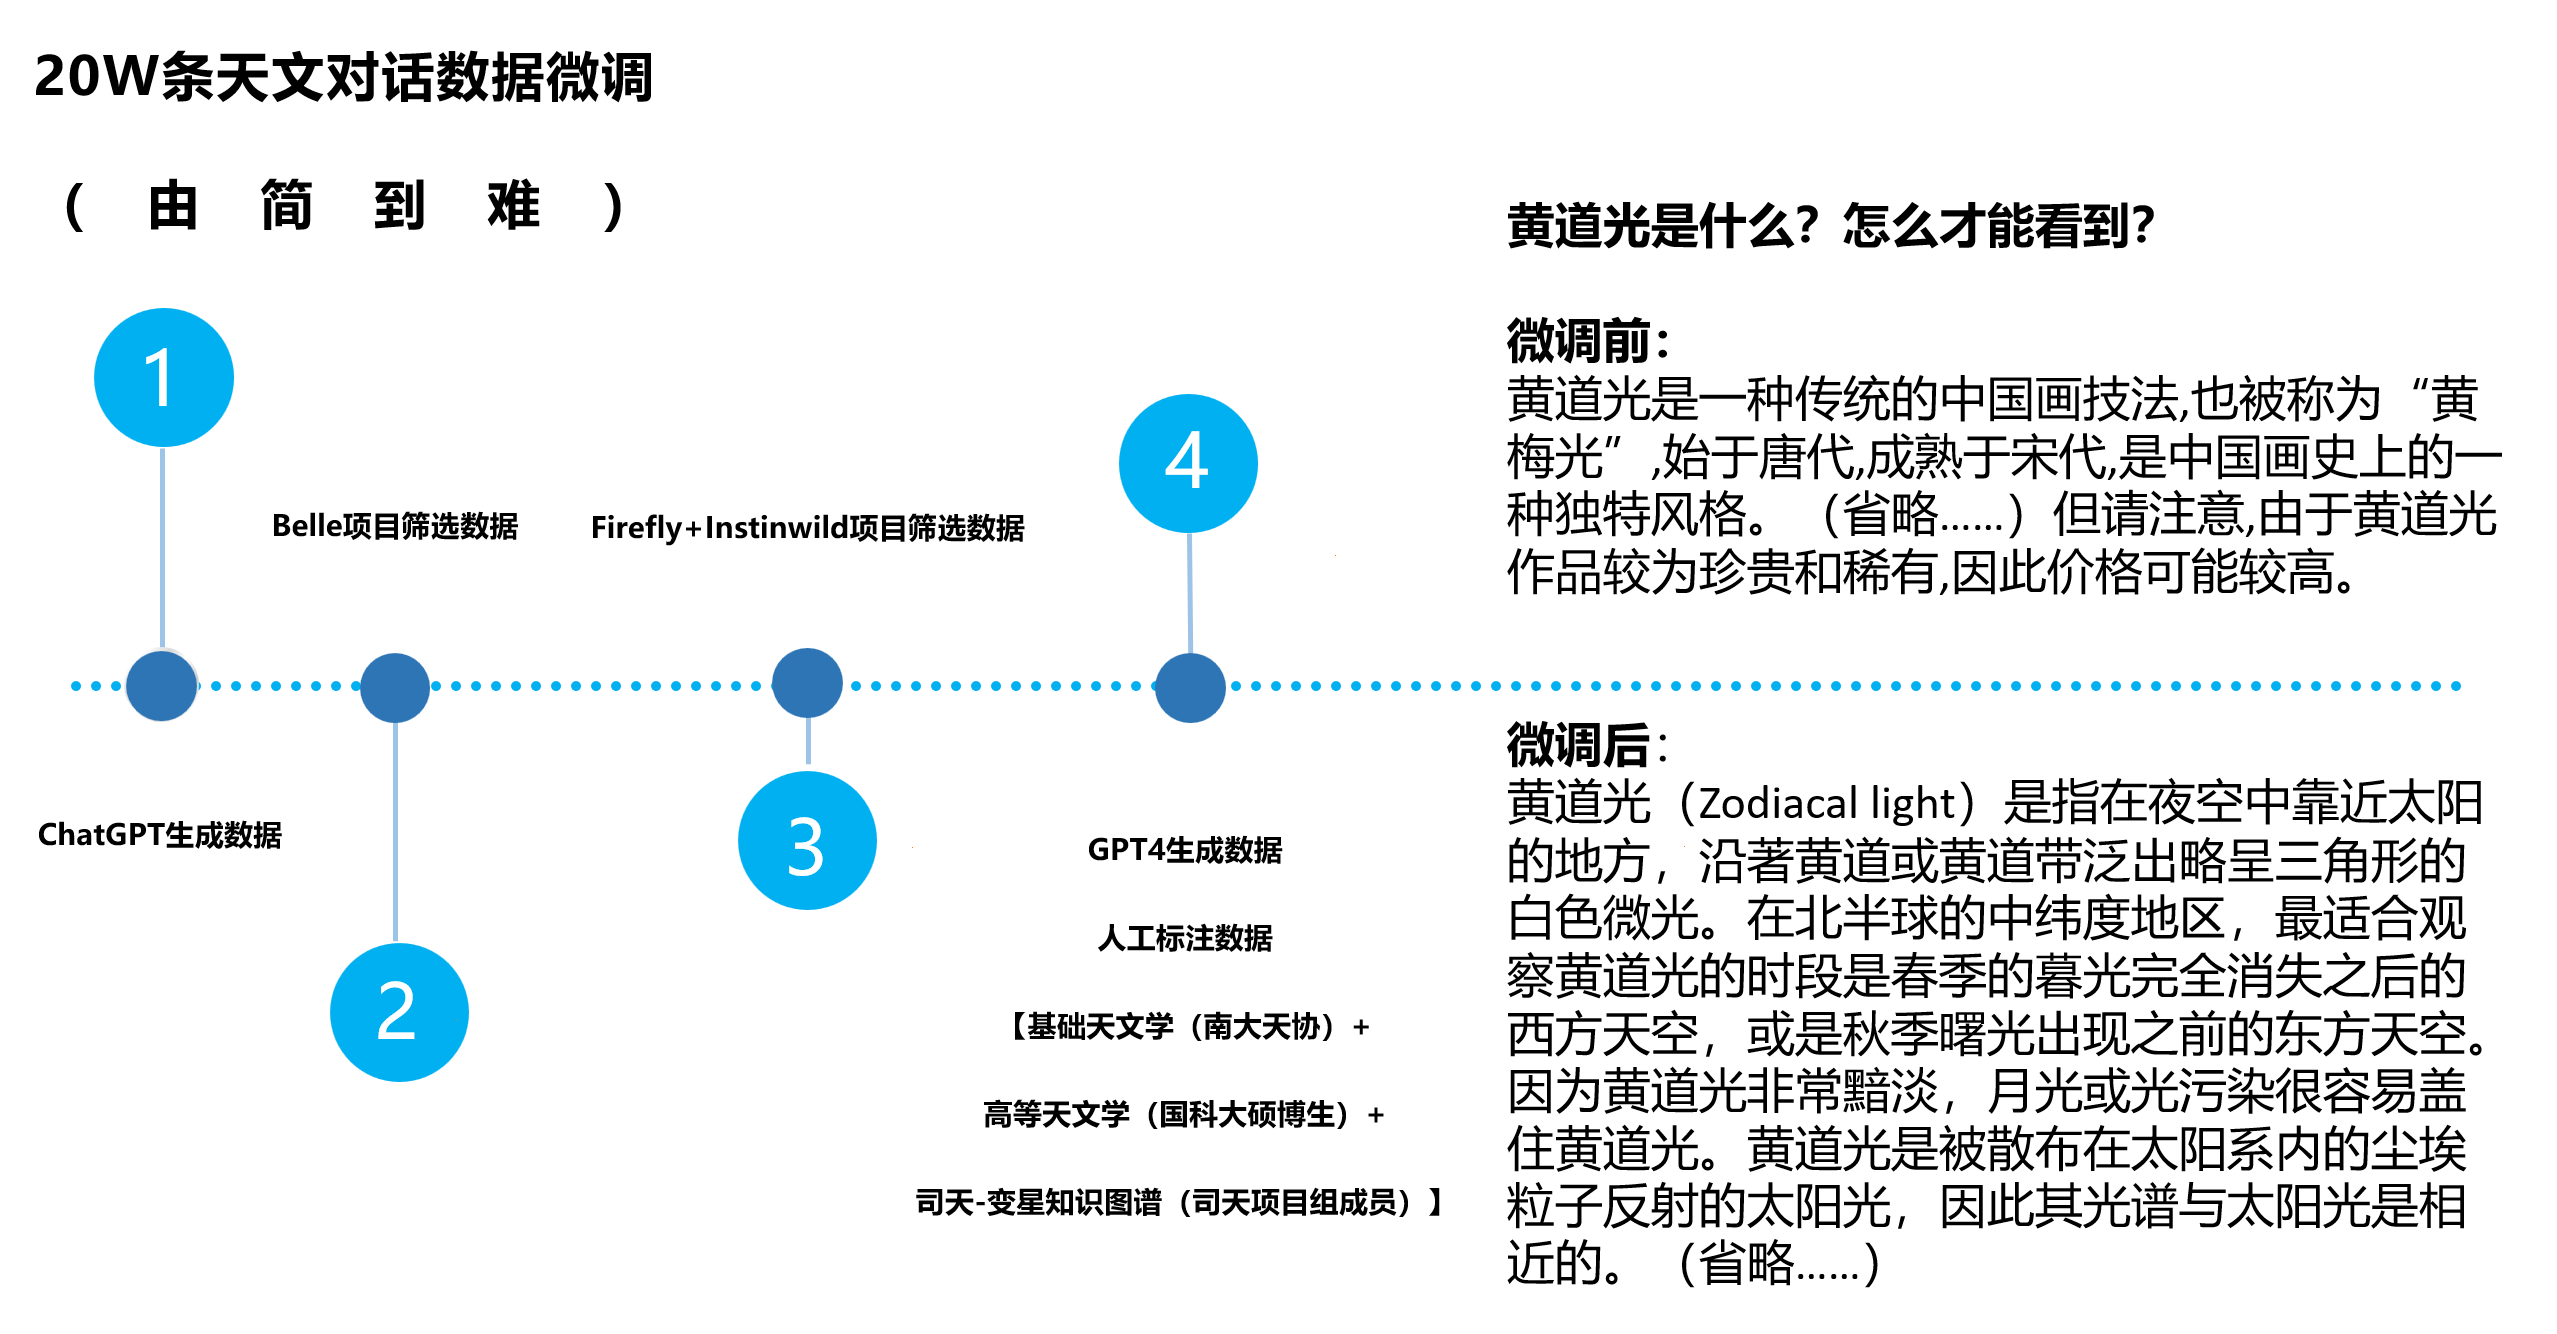 20W条天文对话数据微调
( 由 简 到 难 )
1
Belle项目筛选数据
Firefly+Instinwild项目筛选数据
4
ChatGPT生成数据
2
3
GPT4生成数据
人工标注数据
【基础天文学（南大天协）+
高等天文学（国科大硕博生）+
司天-变星知识图谱（司天项目组成员）】
黄道光是什么？怎么才能看到？
微调前：
黄道光是一种传统的中国画技法,也被称为“黄
梅光”,始于唐代,成熟于宋代,是中国画史上的一
种独特风格。（省略......）但请注意,由于黄道光
作品较为珍贵和稀有,因此价格可能较高。
微调后：
黄道光（Zodiacal light）是指在夜空中靠近太阳
的地方，沿著黄道或黄道带泛出略呈三角形的
白色微光。在北半球的中纬度地区，最适合观
察黄道光的时段是春季的暮光完全消失之后的
西方天空，或是秋季曙光出现之前的东方天空。
因为黄道光非常黯淡，月光或光污染很容易盖
住黄道光。黄道光是被散布在太阳系内的尘埃
粒子反射的太阳光，因此其光谱与太阳光是相
近的。（省略......）